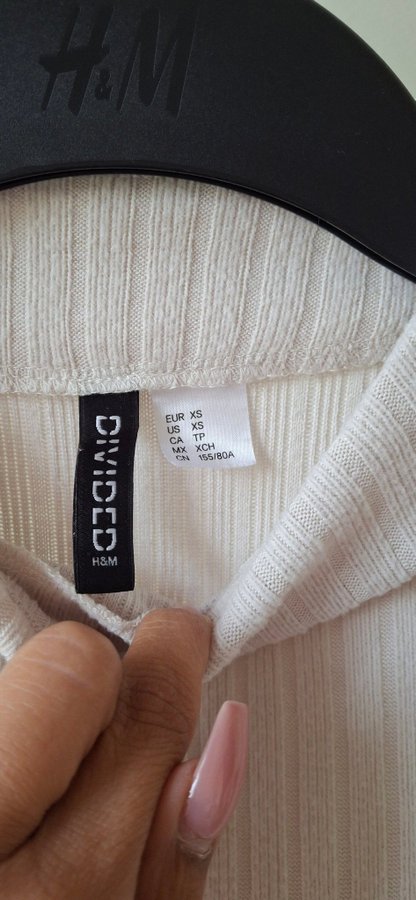 H&M
DIVIDED
H&M
EUR XS
US XS
CA TP
MX XCH
CN 155/80A